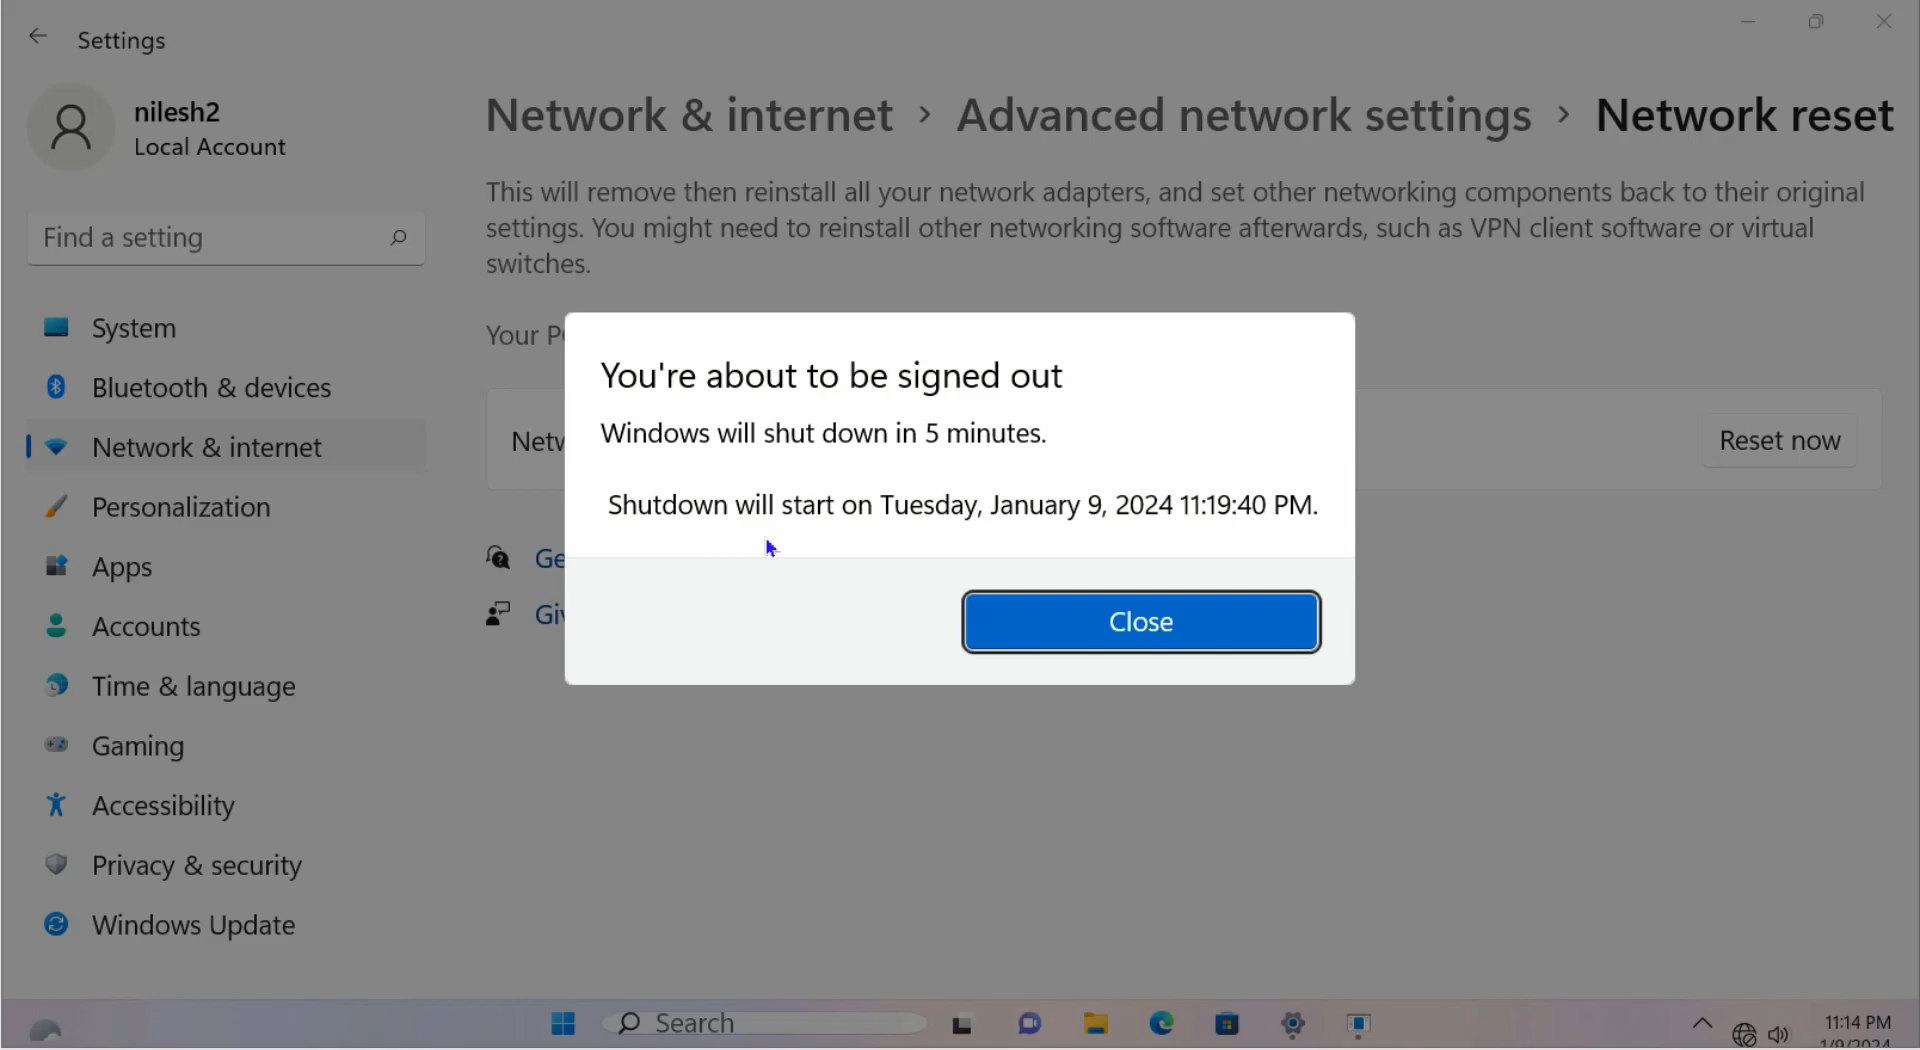 Settings
nilesh2
Local Account
Find a setting
System
Bluetooth & devices
Network & internet
Personalization
Apps
Accounts
Time & language
Gaming
Accessibility
Privacy & security
Windows Update
Network & internet › Advanced network settings › Network reset
This will remove then reinstall all your network adapters, and set other networking components back to their original
settings. You might need to reinstall other networking software afterwards, such as VPN client software or virtual
switches.
Your
Reset now
You're about to be signed out
Windows will shut down in 5 minutes.
Shutdown will start on Tuesday, January 9, 2024 11:19:40 PM.
Close
Search
11:14 PM
1/9/2024